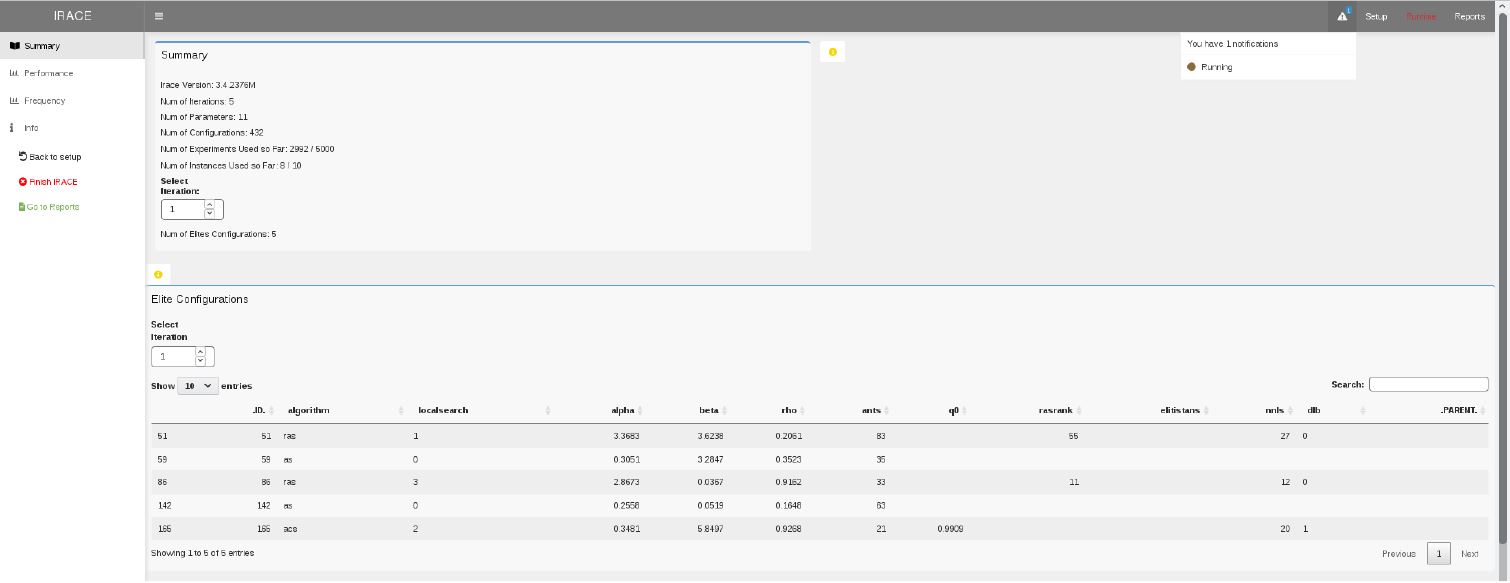 IRACE
1
Setup
Runtime
Reports
Summary
Performance
Frequency
Info
Back to setup
Finish IRACE
Go to Reports
You have 1 notifications
Running
Summary
Irace Version: 3.4.2376M
Num of Iterations: 5
Num of Parameters: 11
Num of Configurations: 432
Num of Experiments Used so Far: 2992 / 5000
Num of Instances Used so Far: 8 / 10
Select
Iteration:
1
Num of Elites Configurations: 5
Elite Configurations
Select
Iteration
1
Show 10 entries
Search:
.ID. algorithm localsearch alpha beta rho ants q0 rasrank elitistans nnls dlb .PARENT.
51 51 ras 1 3.3683 3.6238 0.2051 83 55 27 0
59 59 as 0 0.3051 3.2847 0.3523 35
86 86 ras 3 2.8673 0.0367 0.9162 33 11 12 0
142 142 as 0 0.2558 0.0519 0.1648 63
165 165 acs 2 0.3481 5.8497 0.9268 21 0.9909 20 1
Showing 1 to 5 of 5 entries
Previous 1 Next